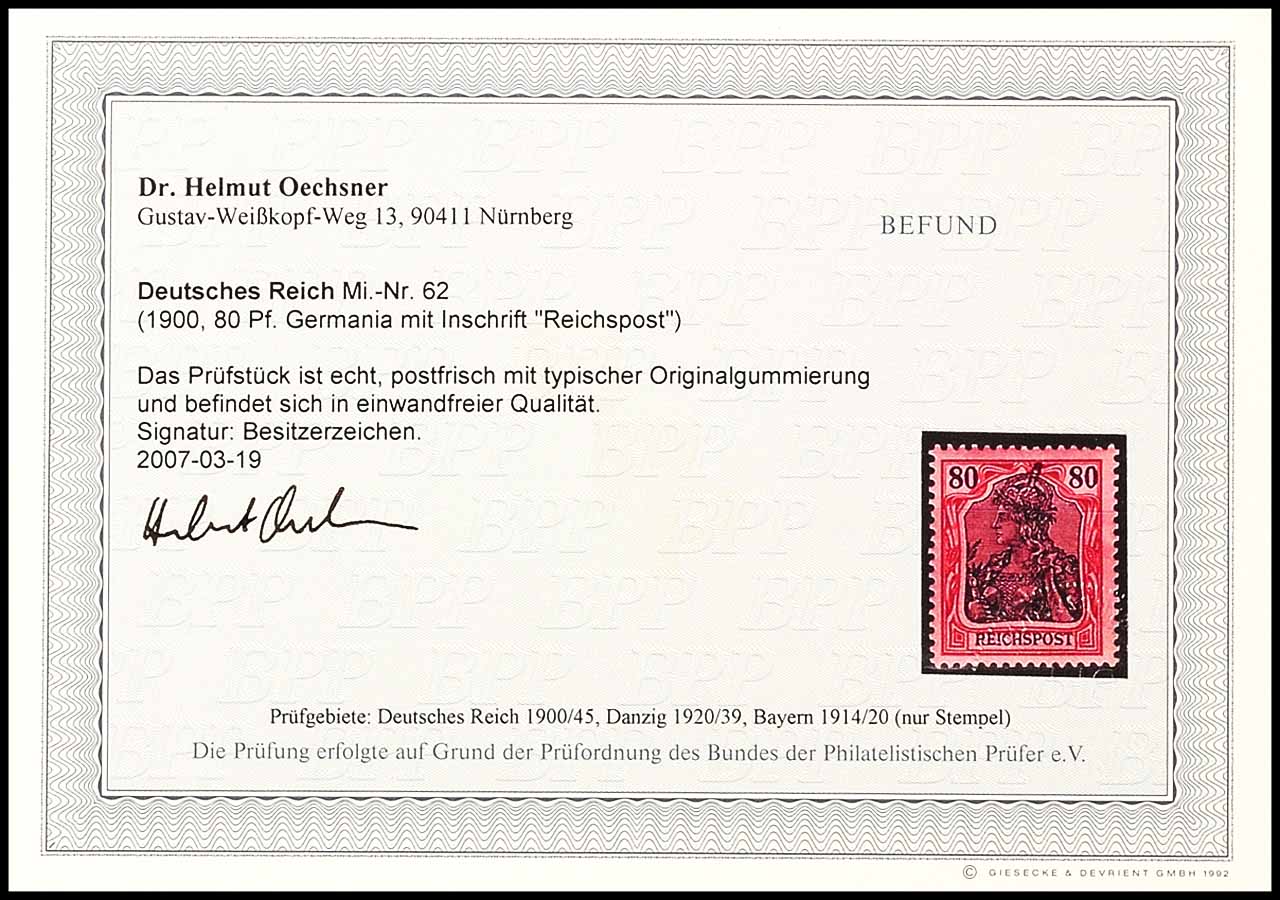 Dr. Helmut Oechsner
Gustav-Weißkopf-Weg 13, 90411 Nürnberg
BEFUND
Deutsches Reich Mi.-Nr. 62
(1900, 80 Pf. Germania mit Inschrift "Reichspost")
Das Prüfstück ist echt, postfrisch mit typischer Originalgummierung
und befindet sich in einwandfreier Qualität.
Signatur: Besitzerzeichen.
2007-03-19
Helmut Oechsner
80 80
REICHSPOST
Prüfgebiete: Deutsches Reich 1900/45, Danzig 1920/39, Bayern 1914/20 (nur Stempel)
Die Prüfung erfolgte auf Grund der Prüfordnung des Bundes der Philatelistischen Prüfer e.V.
© GIESECKE & DEVRIENT GMBH 1992